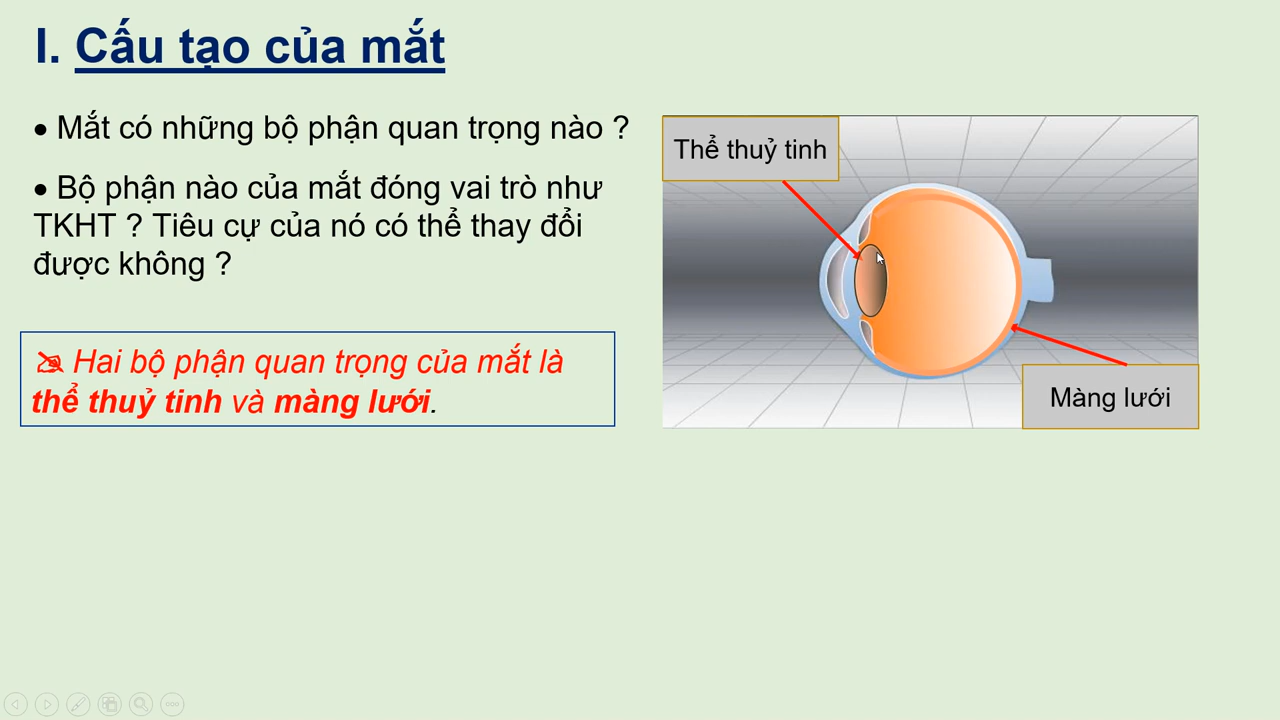 I. Cấu tạo của mắt
• Mắt có những bộ phận quan trọng nào ?
• Bộ phận nào của mắt đóng vai trò như
TKHT ? Tiêu cự của nó có thể thay đổi
được không ?
Hai bộ phận quan trọng của mắt là
thể thuỷ tinh và màng lưới.
Thể thuỷ tinh
Màng lưới